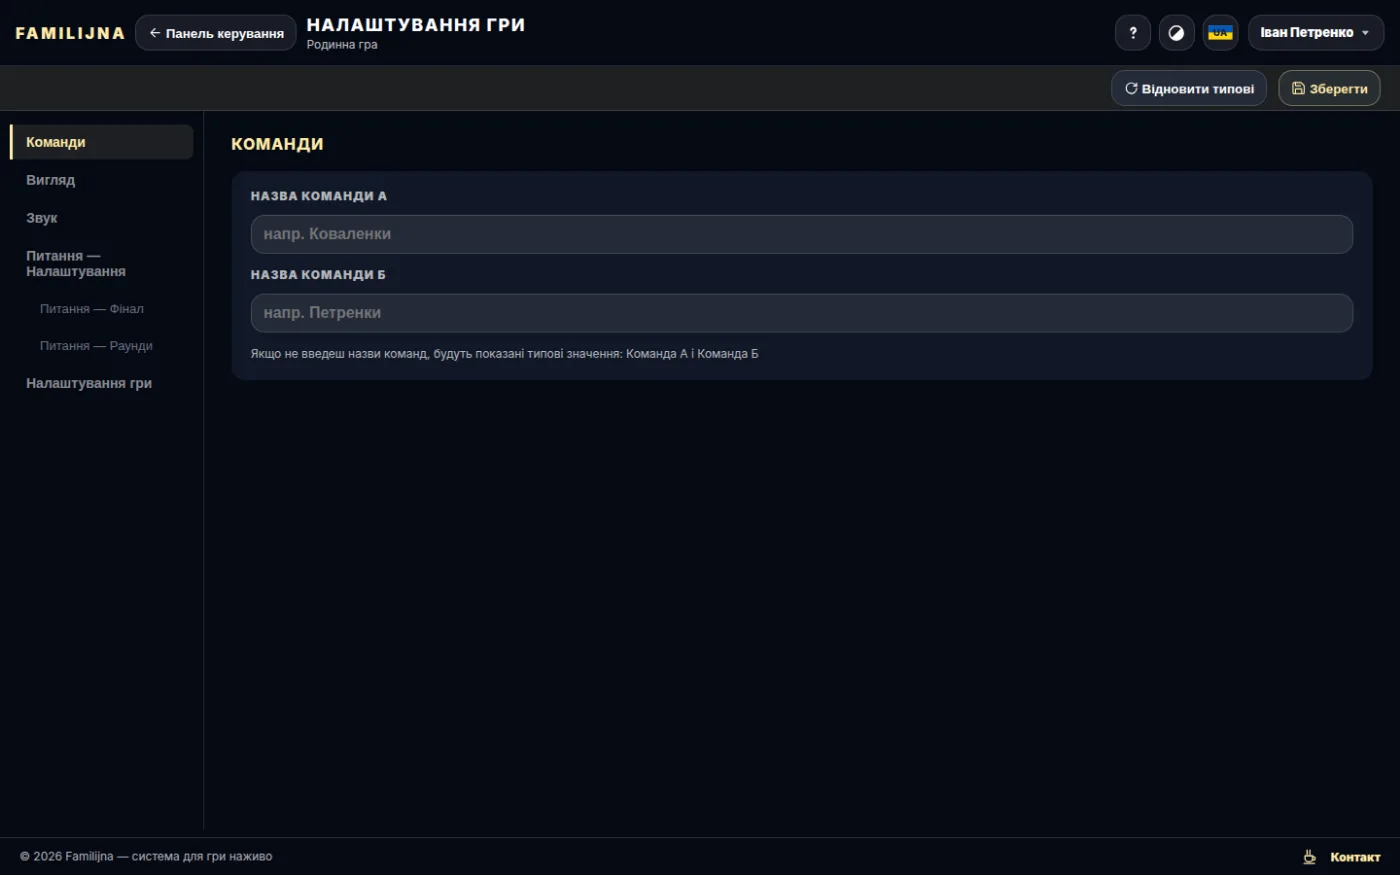 FAMILIJNA
← Панель керування
НАЛАШТУВАННЯ ГРИ
Родинна гра
?
UA
Іван Петренко
Відновити типові
Зберегти
Команди
Вигляд
Звук
Питання —
Налаштування
Питання — Фінал
Питання — Раунди
Налаштування гри
КОМАНДИ
НАЗВА КОМАНДИ А
напр. Коваленки
НАЗВА КОМАНДИ Б
напр. Петренки
Якщо не введеш назви команд, будуть показані типові значення: Команда А і Команда Б
© 2026 Familijna — система для гри наживо
Контакт